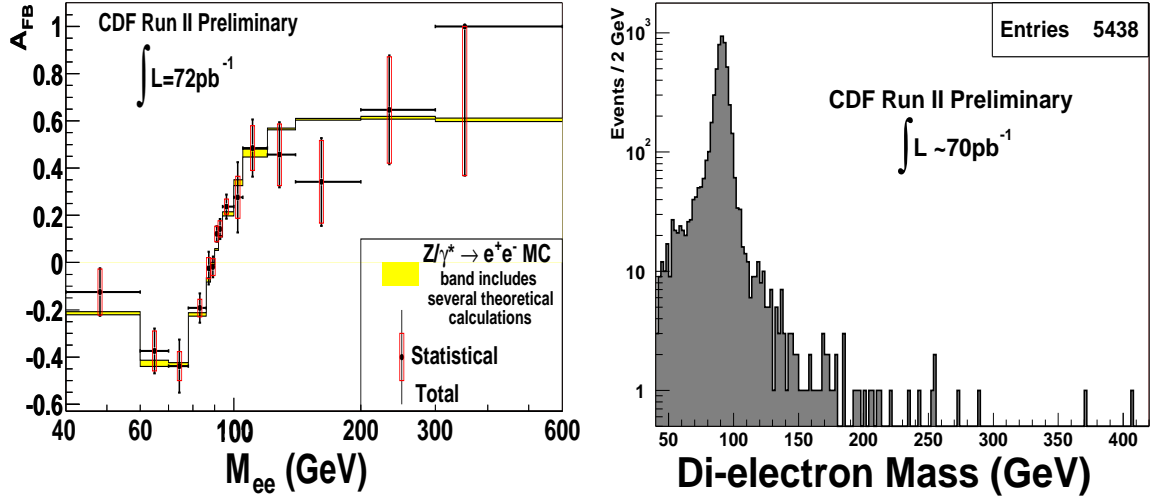 A_FB
CDF Run II Preliminary
∫ L=72pb^-1
1
0.8
0.6
0.4
0.2
0
-0.2
-0.4
-0.6
Z/γ* → e+e- MC
band includes
several theoretical
calculations
Statistical
Total
40 60 100 200 300 600
M_ee (GeV)
Events / 2 GeV
Entries 5438
CDF Run II Preliminary
∫ L ~70pb^-1
10^3
10^2
10
1
50 100 150 200 250 300 350 400
Di-electron Mass (GeV)